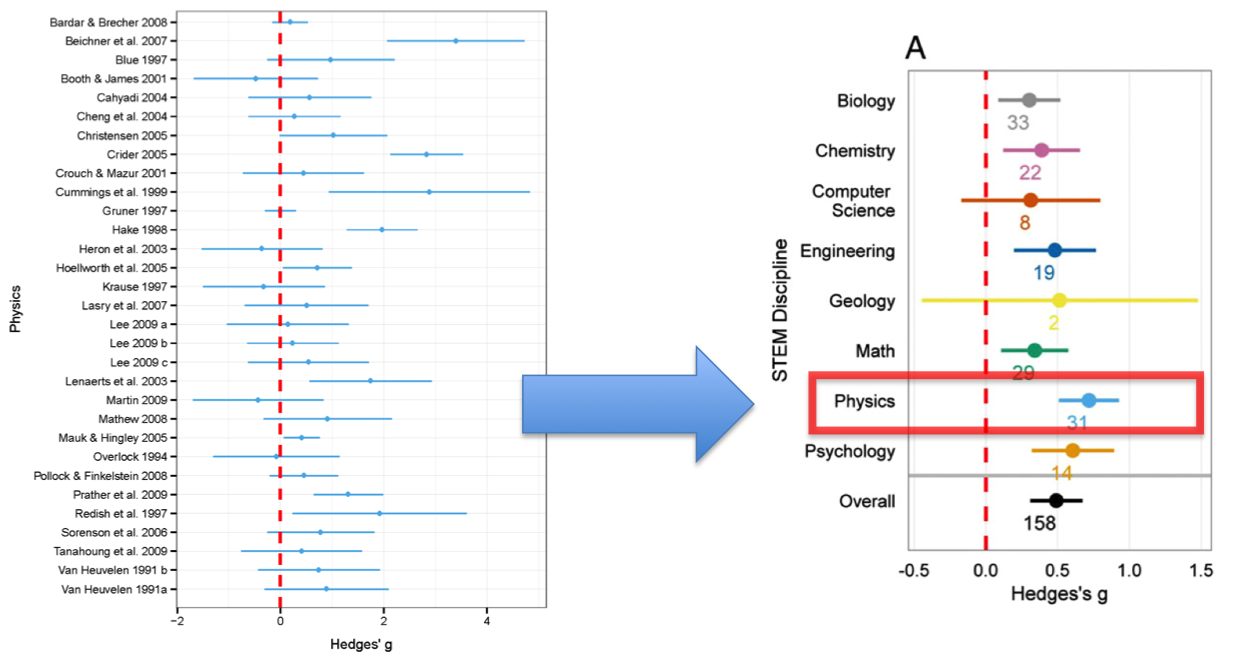 Physics
Bardar & Brecher 2008
Beichner et al. 2007
Blue 1997
Booth & James 2001
Cahyadi 2004
Cheng et al. 2004
Christensen 2005
Crider 2005
Crouch & Mazur 2001
Cummings et al. 1999
Gruner 1997
Hake 1998
Heron et al. 2003
Hoellworth et al. 2005
Krause 1997
Lasry et al. 2007
Lee 2009 a
Lee 2009 b
Lee 2009 c
Lenaerts et al. 2003
Martin 2009
Mathew 2008
Mauk & Hingley 2005
Overlock 1994
Pollock & Finkelstein 2008
Prather et al. 2009
Redish et al. 1997
Sorenson et al. 2006
Tanahoung et al. 2009
Van Heuvelen 1991 b
Van Heuvelen 1991a
−2 0 2 4
Hedges' g
A
STEM Discipline
Biology
33
Chemistry
22
Computer
Science
8
Engineering
19
Geology
2
Math
29
Physics
31
Psychology
14
Overall
158
-0.5 0.0 0.5 1.0 1.5
Hedges's g